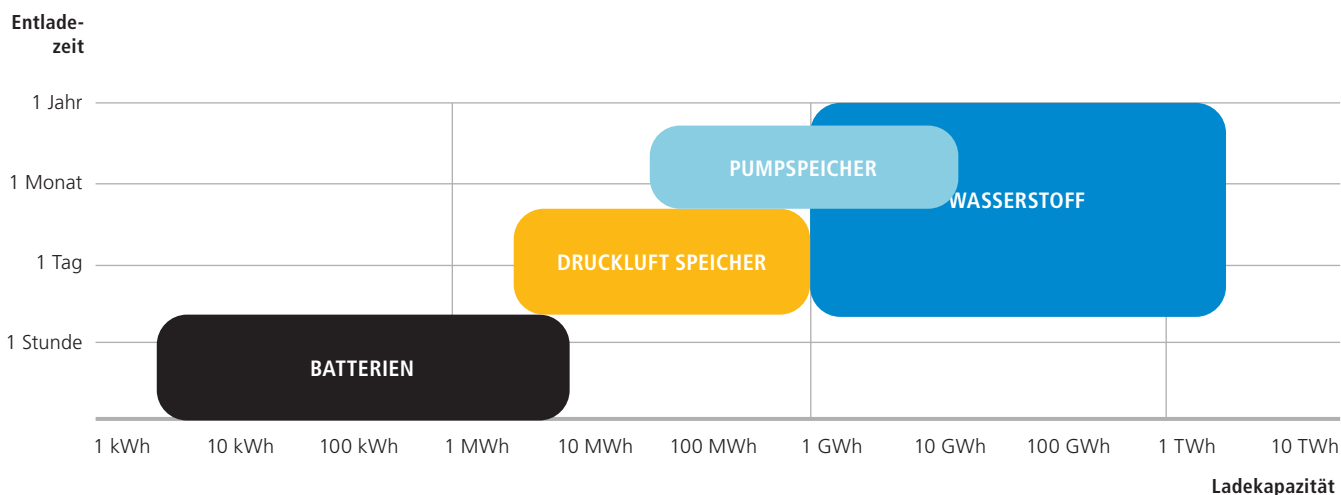 Entlade-
zeit
1 Jahr
PUMPSPEICHER
1 Monat
WASSERSTOFF
DRUCKLUFT SPEICHER
1 Tag
1 Stunde
BATTERIEN
1 kWh 10 kWh 100 kWh 1 MWh 10 MWh 100 MWh 1 GWh 10 GWh 100 GWh 1 TWh 10 TWh
Ladekapazität